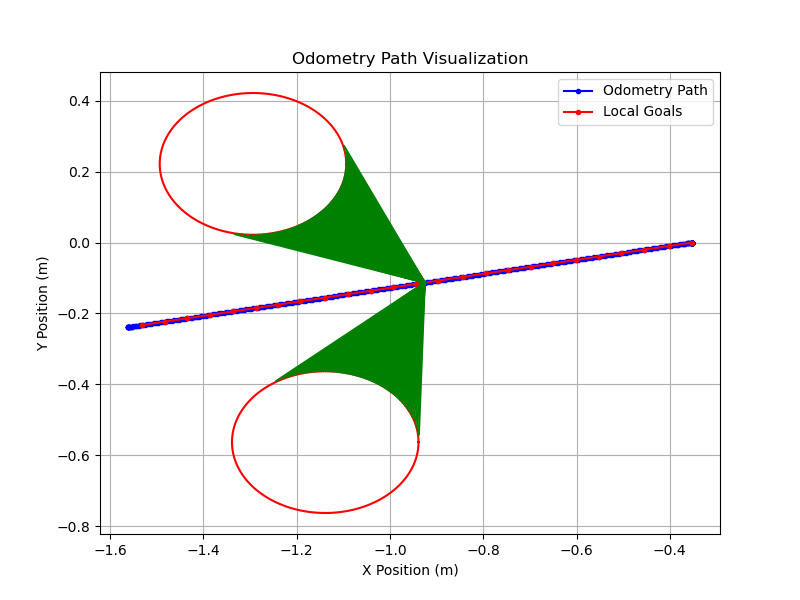 Odometry Path Visualization
Odometry Path
Local Goals
0.4
0.2
0.0
−0.2
−0.4
−0.6
−0.8
Y Position (m)
−1.6 −1.4 −1.2 −1.0 −0.8 −0.6 −0.4
X Position (m)